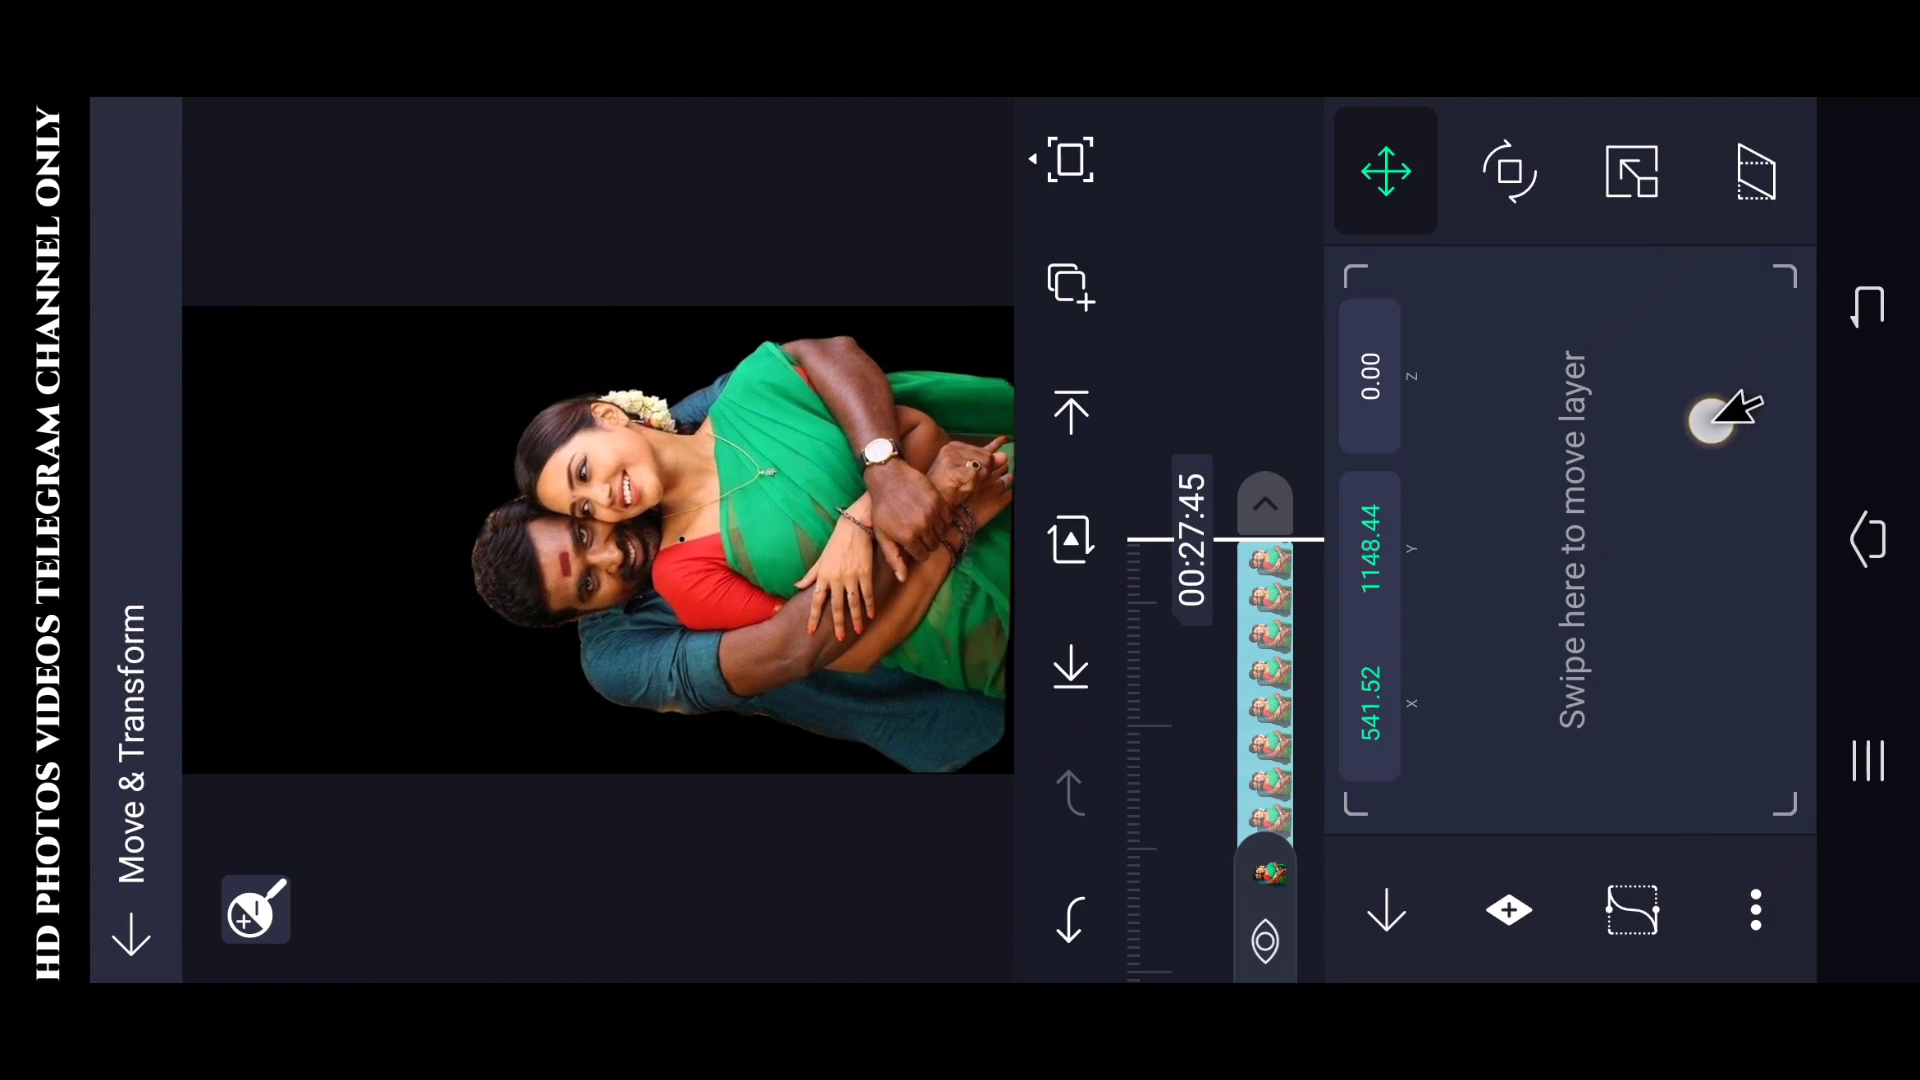 HD PHOTOS VIDEOS TELEGRAM CHANNEL ONLY
Move & Transform
00:27:45
541.52 1148.44 0.00
X Y Z
Swipe here to move layer